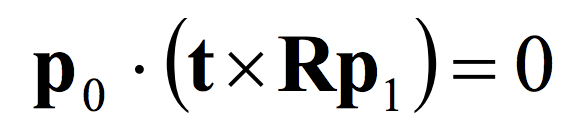 p₀ · (t × Rp₁) = 0